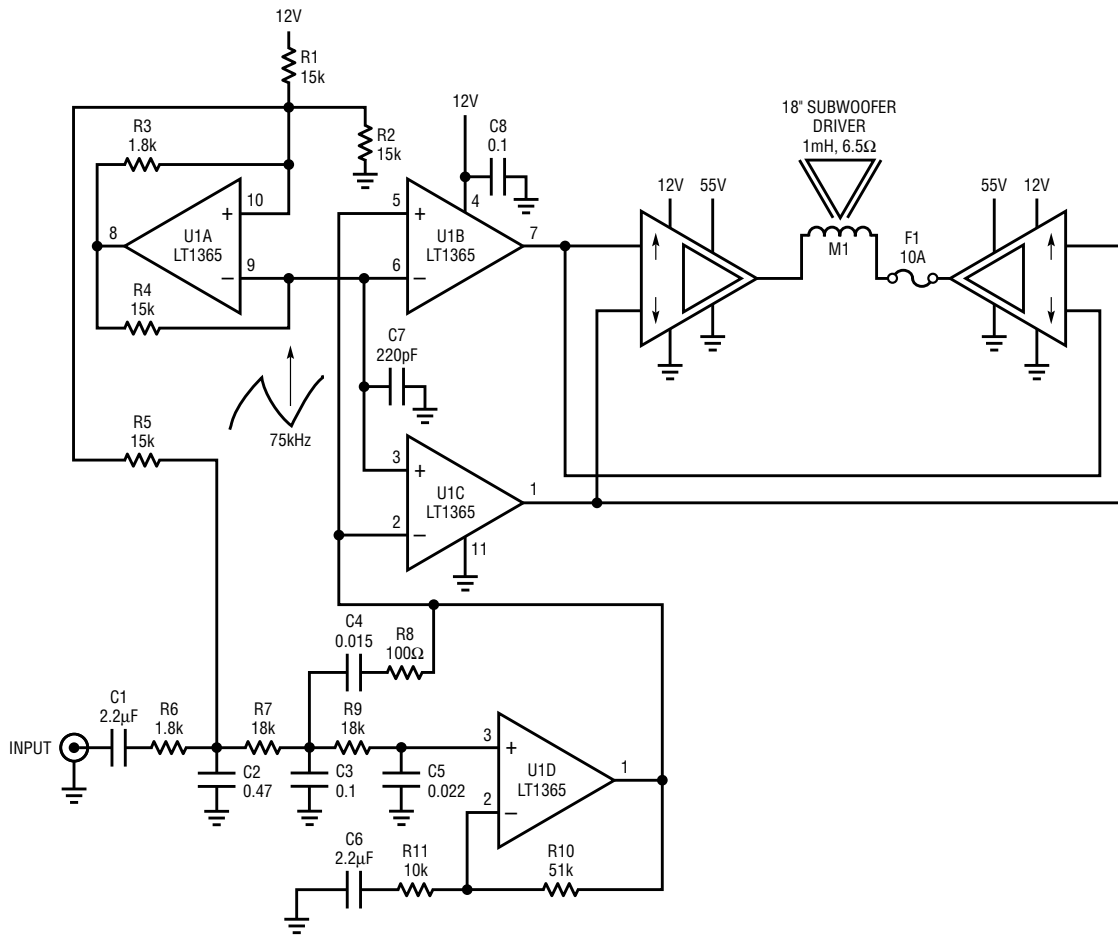 12V
R1
15k
R3
1.8k
R2
15k
12V
C8
0.1
4
18" SUBWOOFER
DRIVER
1mH, 6.5Ω
12V
55V
55V
12V
10
+
8
U1A
LT1365
9
–
5
+
U1B
LT1365
7
6
–
M1
F1
10A
R4
15k
C7
220pF
75kHz
R5
15k
3
+
U1C
LT1365
1
2
–
11
C4
0.015
R8
100Ω
C1
2.2µF
R6
1.8k
R7
18k
R9
18k
INPUT
C2
0.47
C3
0.1
C5
0.022
3
+
U1D
LT1365
1
2
–
C6
2.2µF
R11
10k
R10
51k